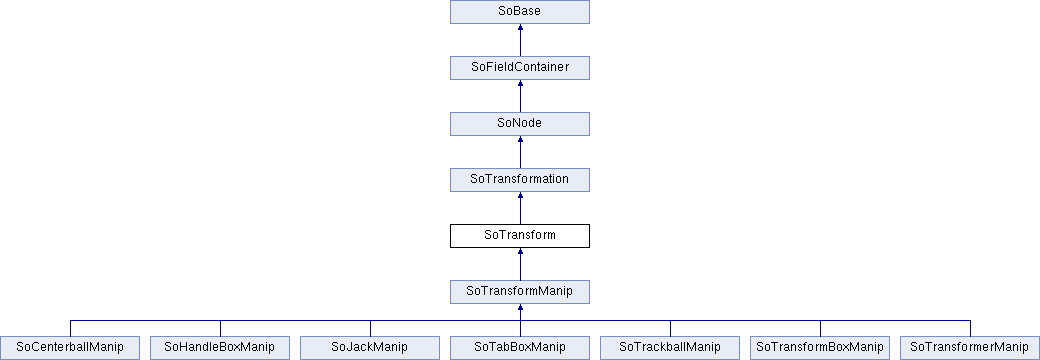 SoBase
SoFieldContainer
SoNode
SoTransformation
SoTransform
SoTransformManip
SoCenterballManip SoHandleBoxManip SoJackManip SoTabBoxManip SoTrackballManip SoTransformBoxManip SoTransformerManip